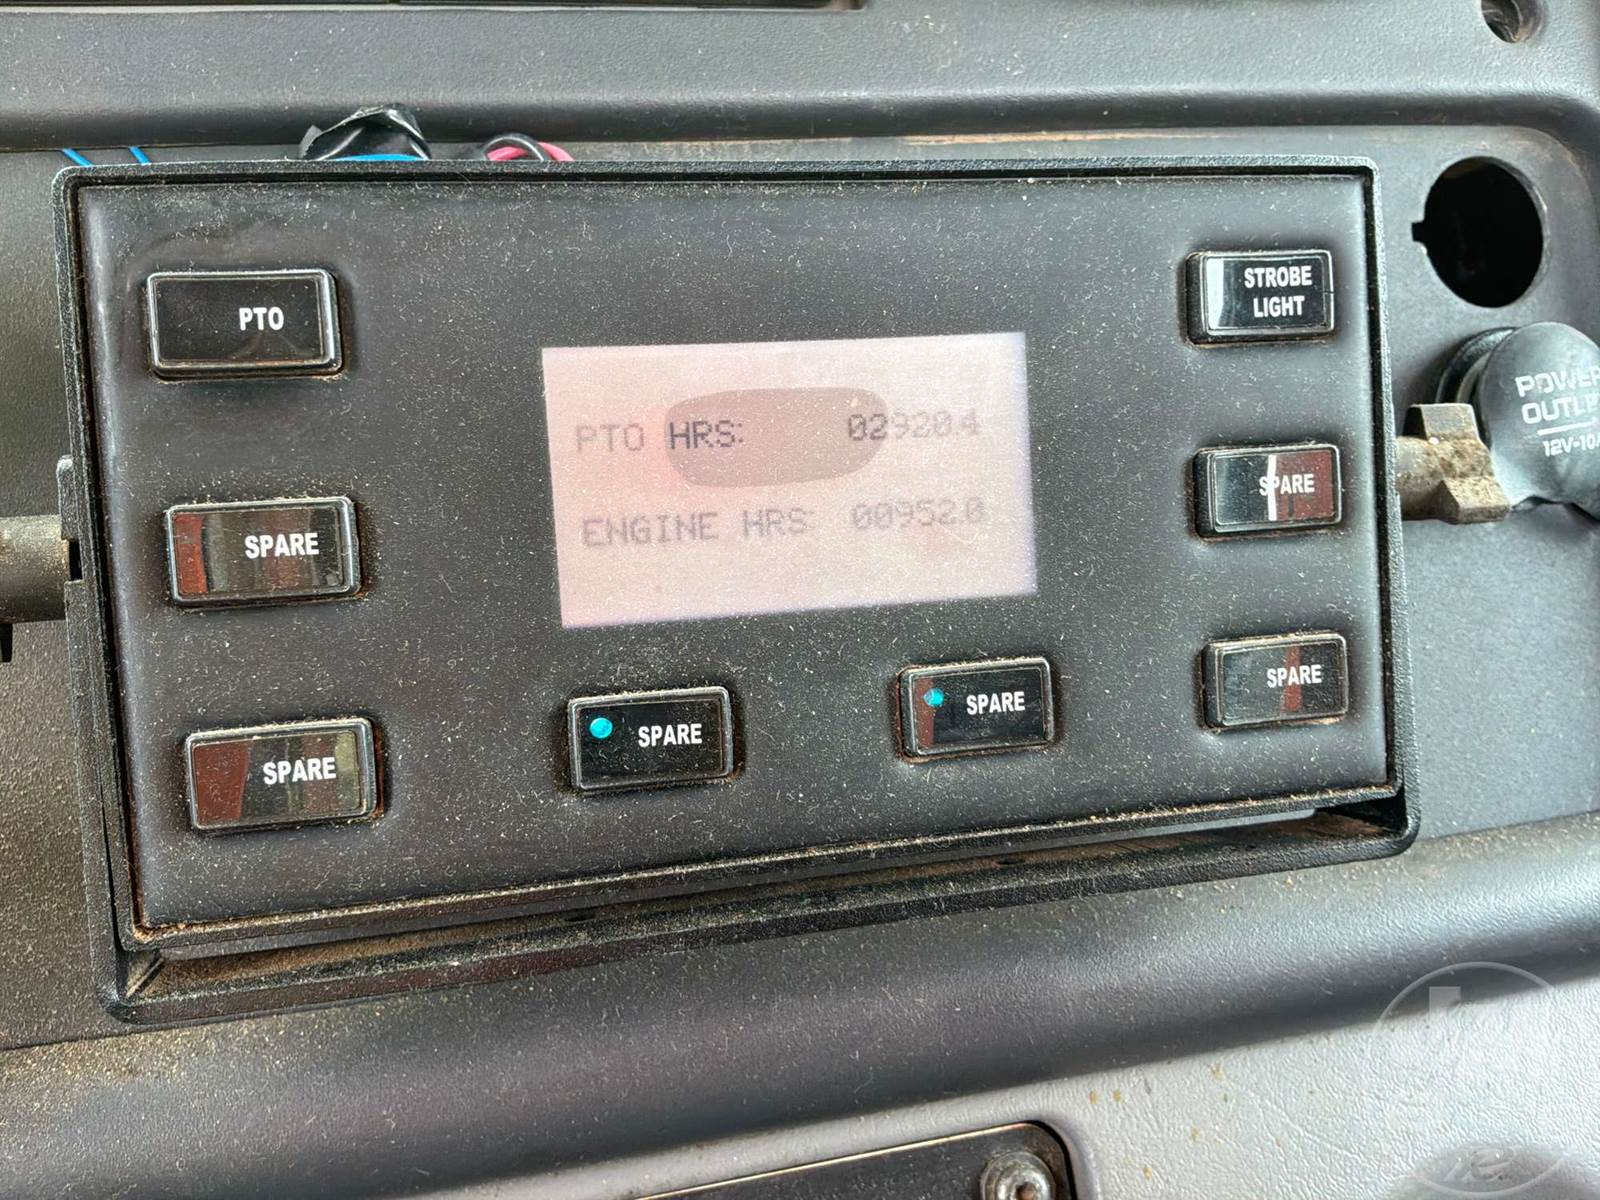 PTO
STROBE
LIGHT
PTO HRS: 02920.4
ENGINE HRS: 00952.0
SPARE
SPARE
SPARE
SPARE
SPARE
SPARE
POWER
12V-10A